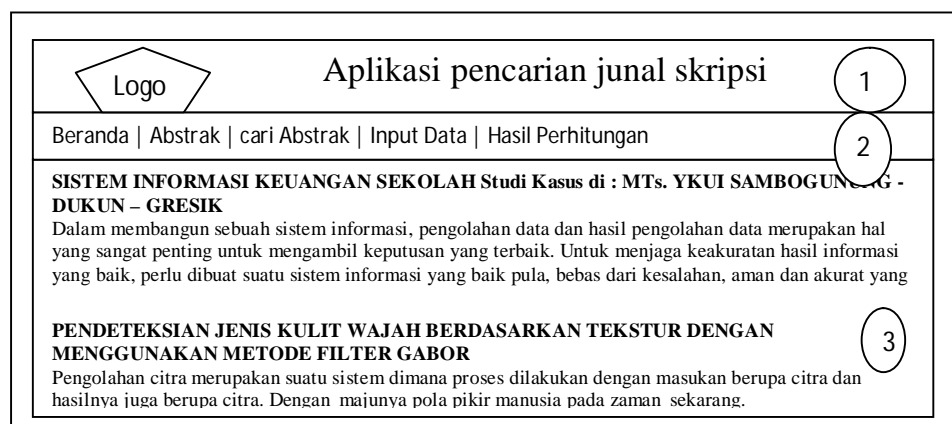 Logo
Aplikasi pencarian junal skripsi
1
Beranda | Abstrak | cari Abstrak | Input Data | Hasil Perhitungan
2
SISTEM INFORMASI KEUANGAN SEKOLAH Studi Kasus di : MTs. YKUI SAMBOGUNUNG -
DUKUN – GRESIK
Dalam membangun sebuah sistem informasi, pengolahan data dan hasil pengolahan data merupakan hal
yang sangat penting untuk mengambil keputusan yang terbaik. Untuk menjaga keakuratan hasil informasi
yang baik, perlu dibuat suatu sistem informasi yang baik pula, bebas dari kesalahan, aman dan akurat yang
PENDETEKSIAN JENIS KULIT WAJAH BERDASARKAN TEKSTUR DENGAN
MENGGUNAKAN METODE FILTER GABOR
3
Pengolahan citra merupakan suatu sistem dimana proses dilakukan dengan masukan berupa citra dan
hasilnya juga berupa citra. Dengan majunya pola pikir manusia pada zaman sekarang.